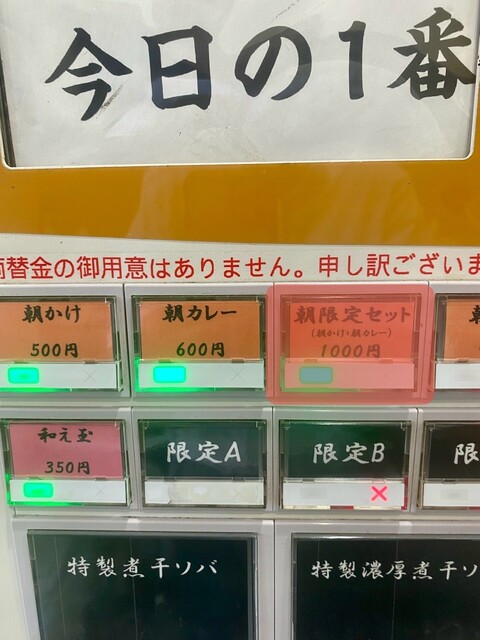 今日の1番
替金の御用意はありません。申し訳ございま
朝かけ
500円
朝カレー
600円
朝限定セット
(朝かけ+朝カレー)
1000円
和え玉
350円
限定A
限定B
限
特製煮干ソバ
特製濃厚煮干ソ